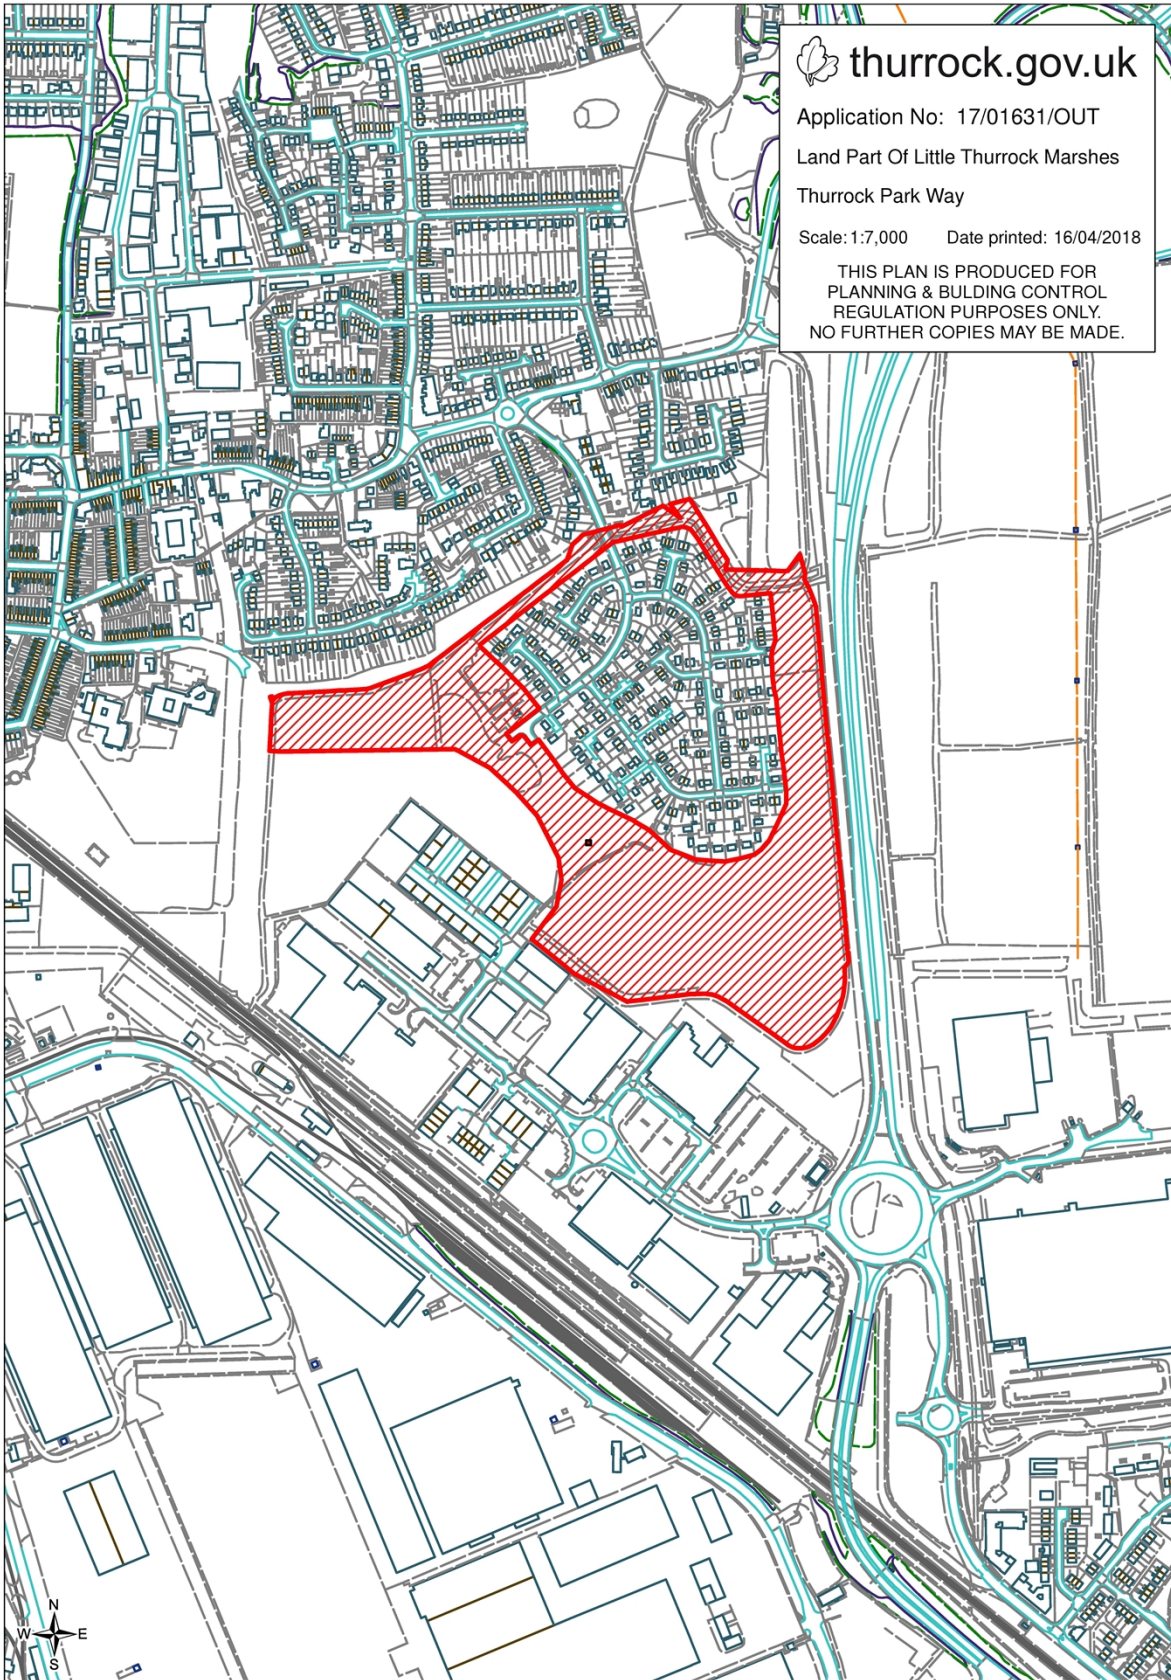 thurrock.gov.uk
Application No: 17/01631/OUT
Land Part Of Little Thurrock Marshes
Thurrock Park Way
Scale: 1:7,000 Date printed: 16/04/2018
THIS PLAN IS PRODUCED FOR
PLANNING & BULDING CONTROL
REGULATION PURPOSES ONLY.
NO FURTHER COPIES MAY BE MADE.
N
W E
S